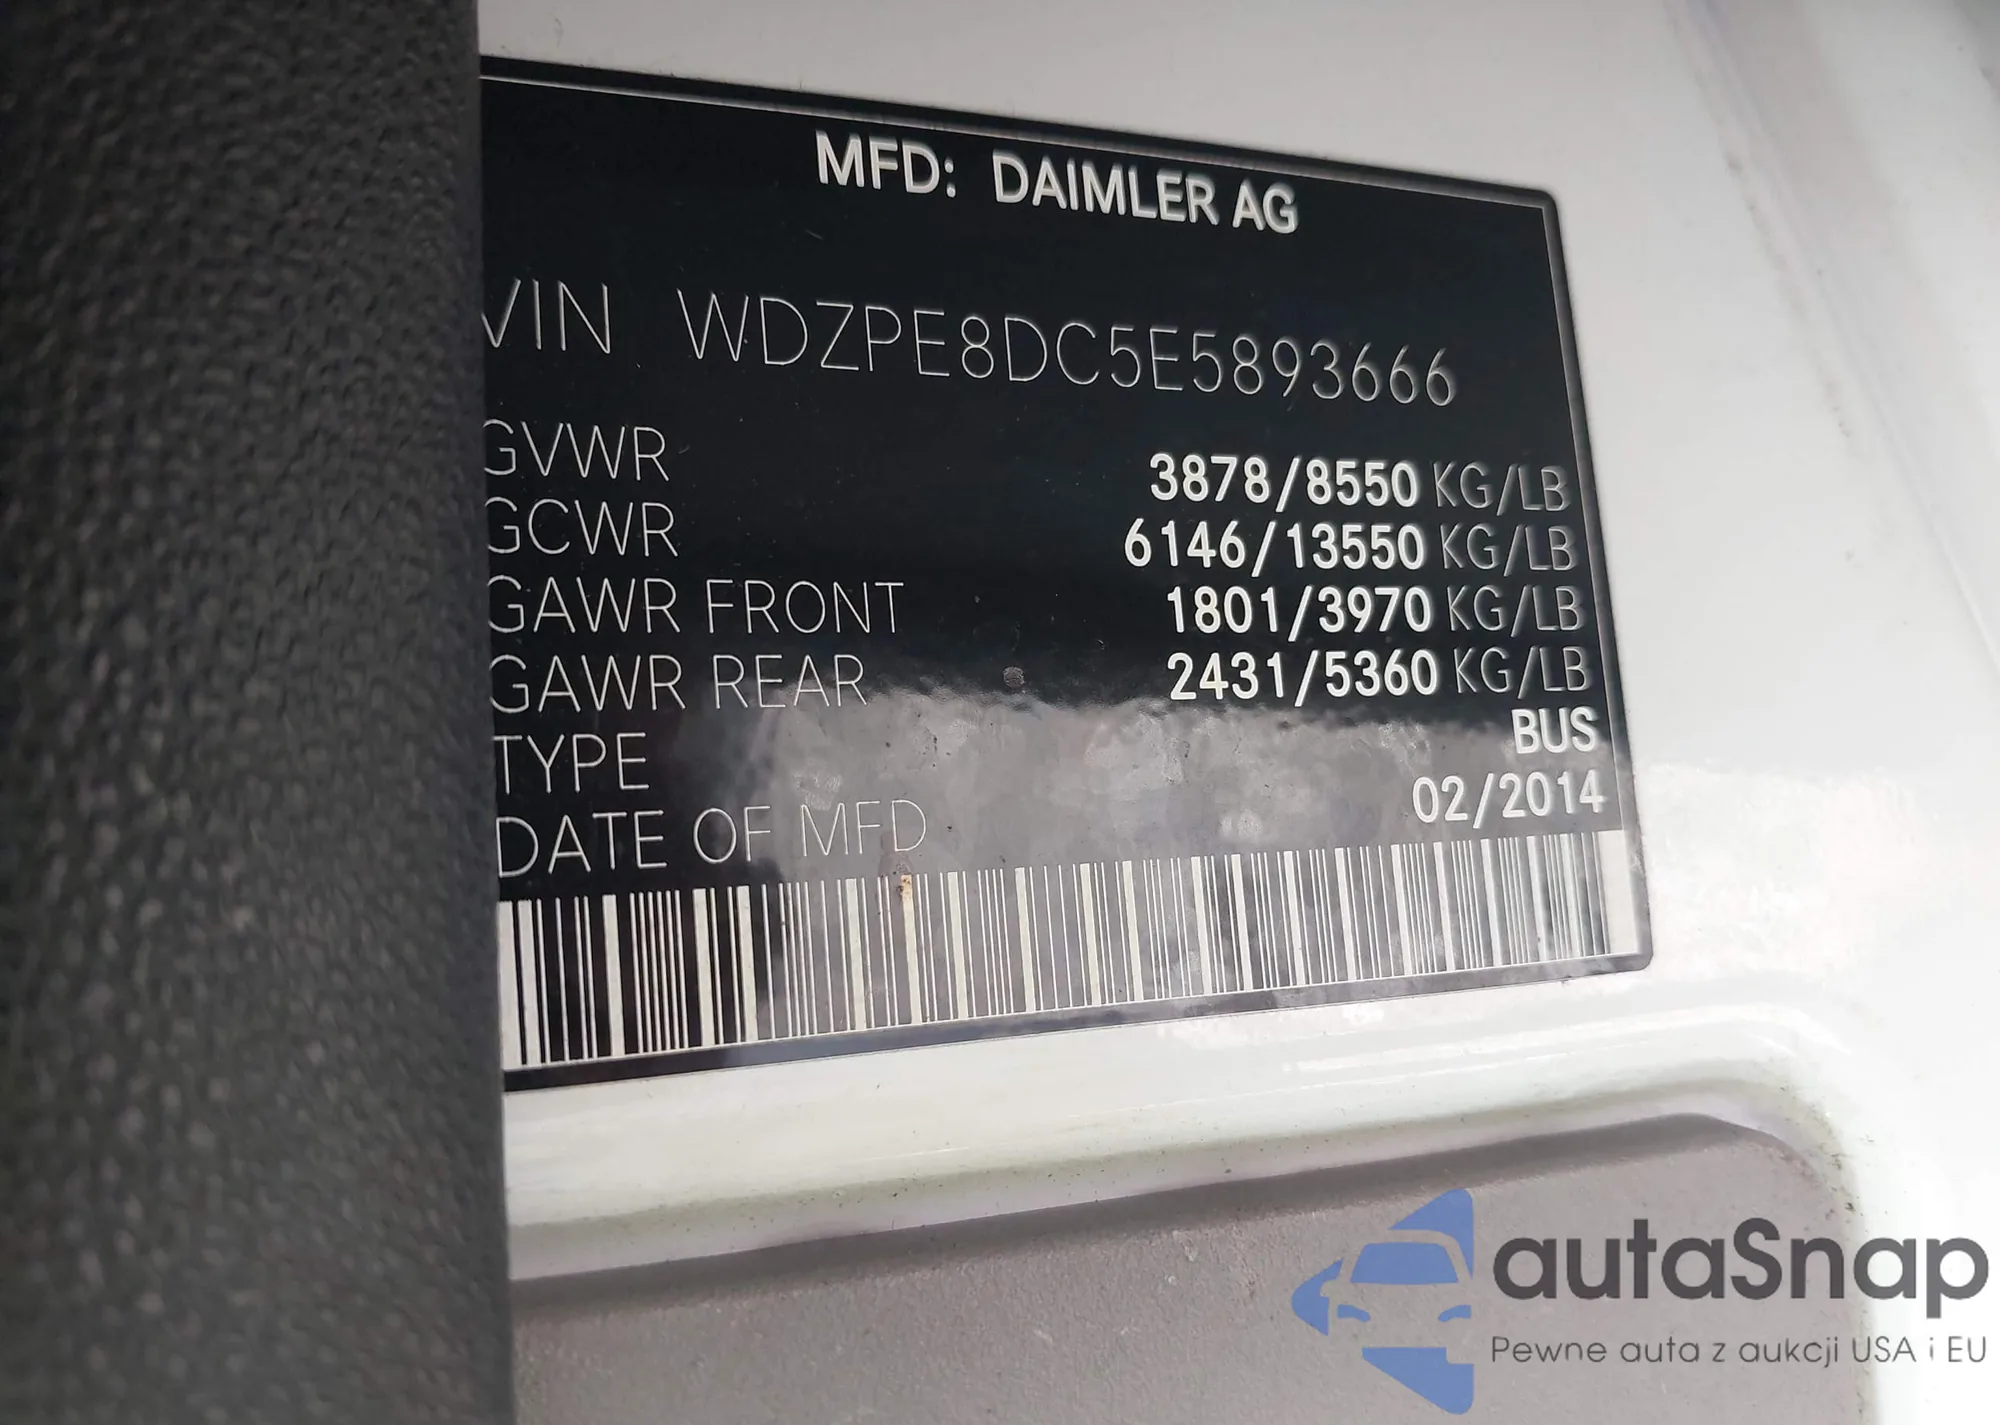 MFD: DAIMLER AG
VIN WDZPE8DC5E5893666
GVWR 3878/8550 KG/LB
GCWR 6146/13550 KG/LB
GAWR FRONT 1801/3970 KG/LB
GAWR REAR 2431/5360 KG/LB
TYPE BUS
DATE OF MFD 02/2014
autaSnap
Pewne auta z aukcji USA i EU